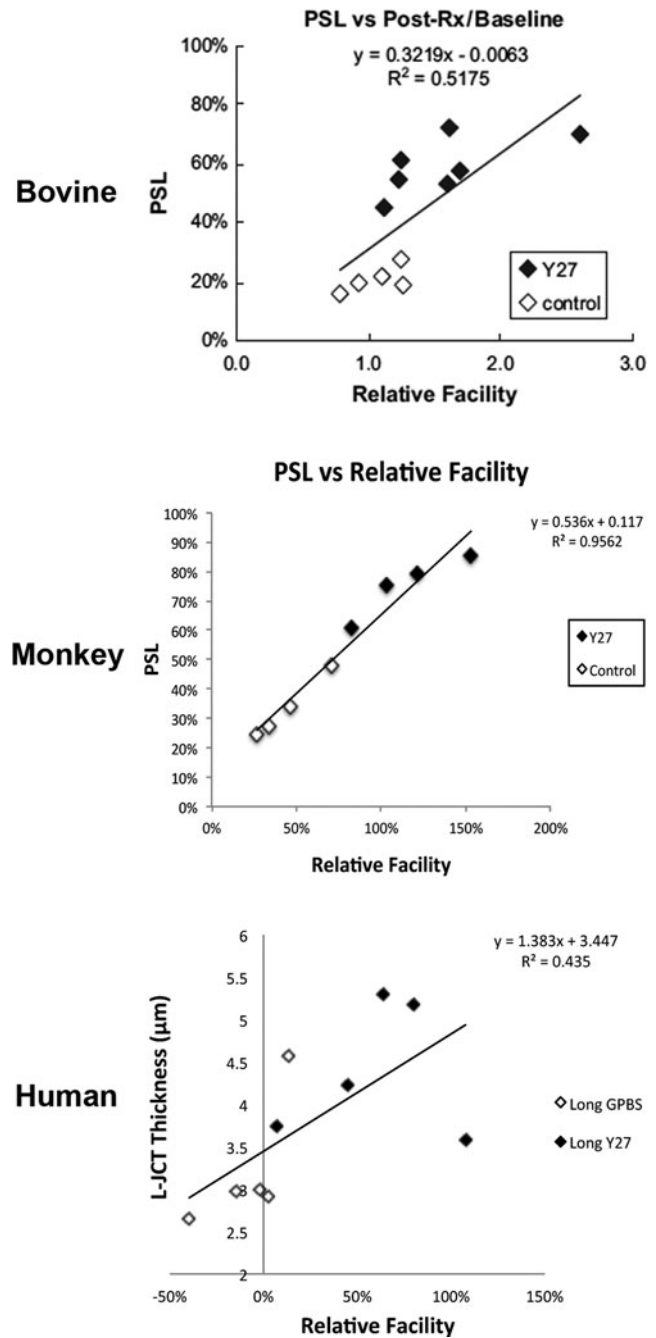 PSL vs Post-Rx/Baseline
y = 0.3219x - 0.0063
R² = 0.5175
100%
80%
60%
40%
20%
0%
PSL
Bovine
Y27
control
0.0 1.0 2.0 3.0
Relative Facility
PSL vs Relative Facility
y = 0.536x + 0.117
R² = 0.9562
100%
90%
80%
70%
60%
50%
40%
30%
20%
10%
0%
PSL
Monkey
Y27
Control
0% 50% 100% 150% 200%
Relative Facility
y = 1.383x + 3.447
R² = 0.435
6
5.5
5
4.5
4
3.5
3
2.5
2
L-JCT Thickness (µm)
Human
Long GPBS
Long Y27
-50% 0% 50% 100% 150%
Relative Facility